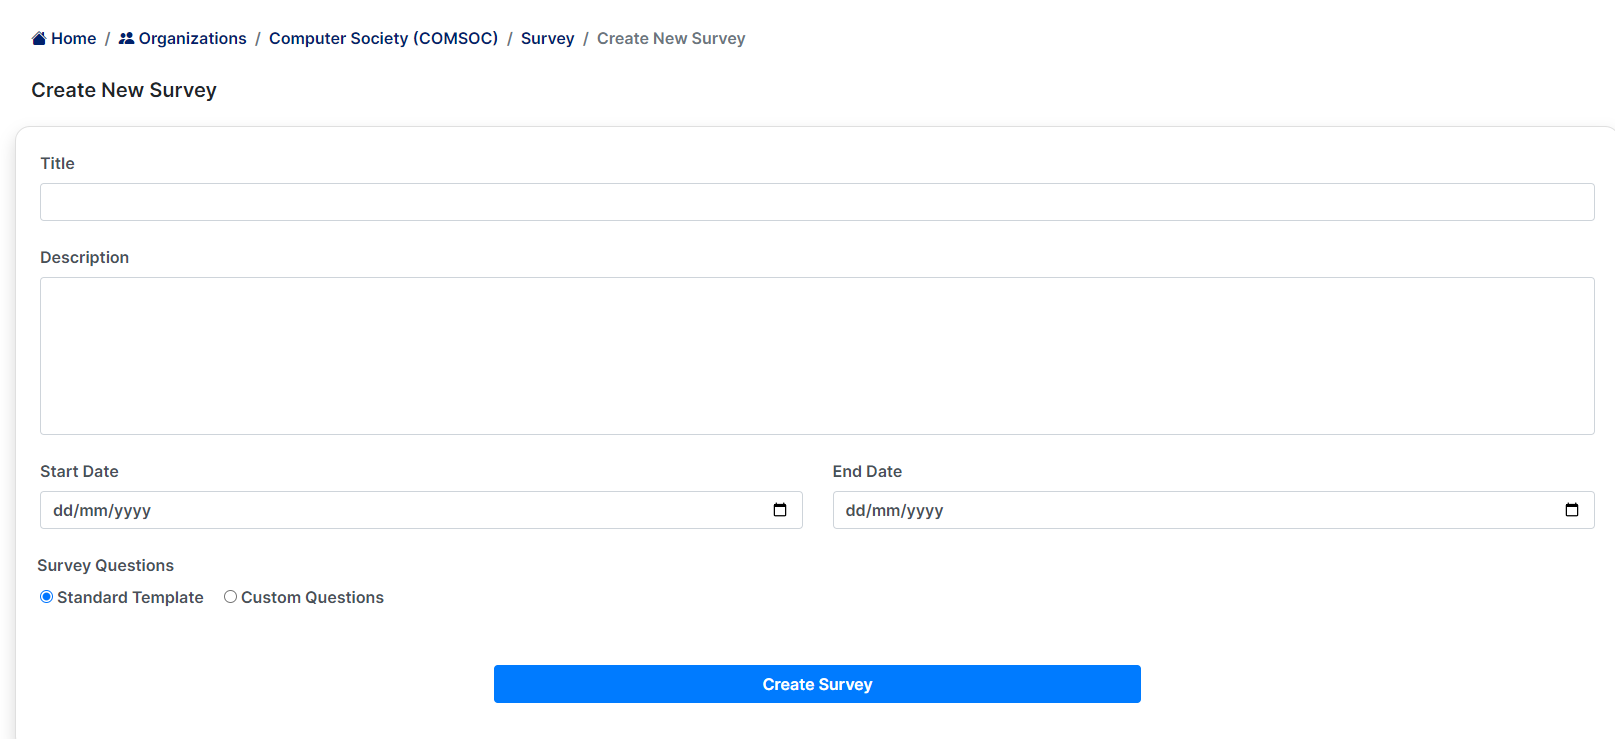 Home / Organizations / Computer Society (COMSOC) / Survey / Create New Survey
Create New Survey
Title
Description
Start Date End Date
dd/mm/yyyy dd/mm/yyyy
Survey Questions
Standard Template Custom Questions
Create Survey